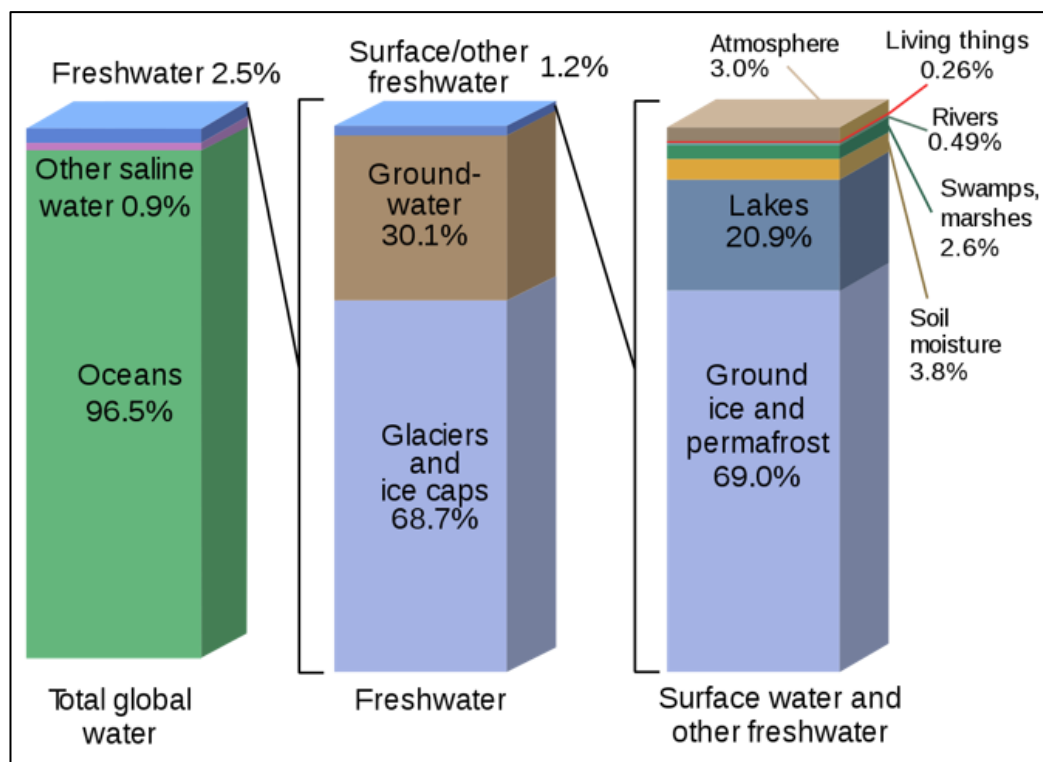 Freshwater 2.5%
Other saline
water 0.9%
Oceans
96.5%
Total global
water
Surface/other
freshwater
1.2%
Ground-
water
30.1%
Glaciers
and
ice caps
68.7%
Freshwater
Atmosphere
3.0%
Living things
0.26%
Rivers
0.49%
Swamps,
marshes
2.6%
Soil
moisture
3.8%
Lakes
20.9%
Ground
ice and
permafrost
69.0%
Surface water and
other freshwater